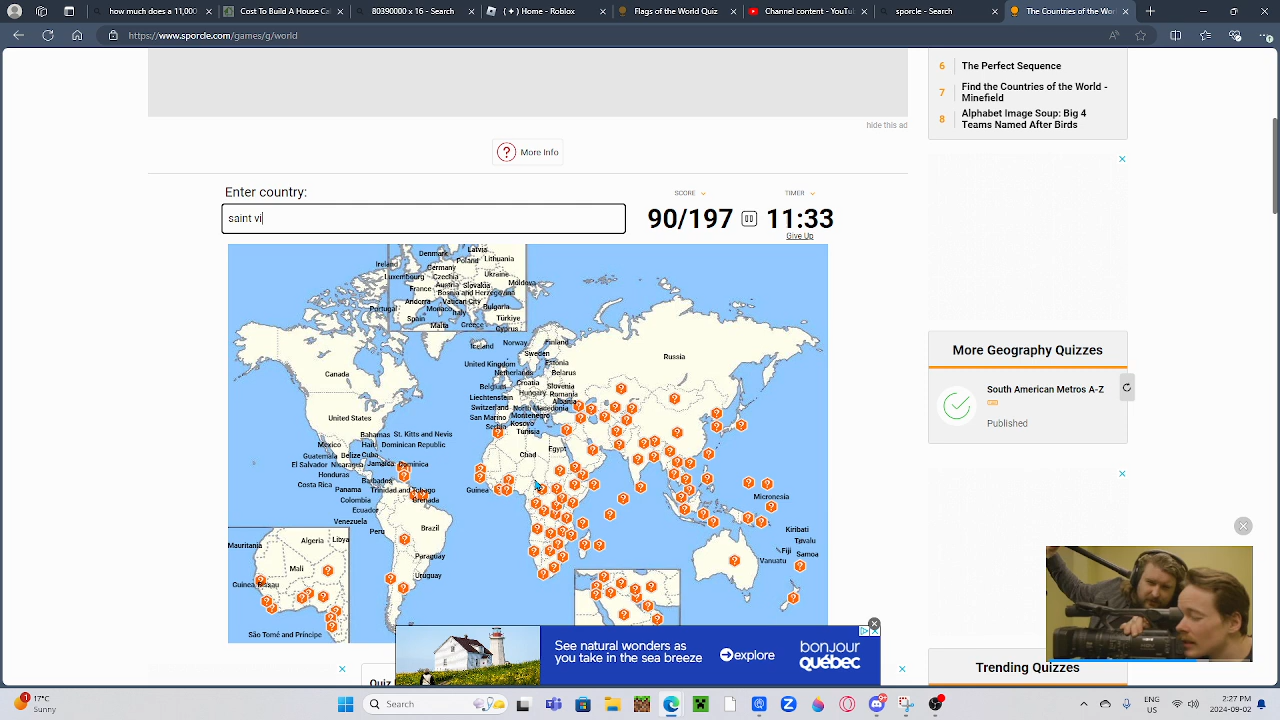 how much does a 11,000
Cost To Build A House Ca
80390000 x 16 - Search
Home - Roblox
Flags of the World Quiz
Channel content - YouTu
sporcle - Search
of the Wor
https://www.sporcle.com/games/g/world
6 The Perfect Sequence
7 Find the Countries of the World - Minefield
8 Alphabet Image Soup: Big 4 Teams Named After Birds
hide this ad
? More Info
Enter country:
SCORE
TIMER
saint vi
90/197
11:33
Give Up
Denmark
Latvia
Lithuania
Ireland
Poland
Germany
Luxembourg
Czechia
Ukraine
Austria
Slovakia
Moldova
France
Bosnia and Herzegovina
Andorra
Vatican City
Portugal
Monaco
Italy
Bulgaria
Spain
Türkiye
Malta
Greece
Cyprus
Iceland
Norway
Finland
Sweden
Estonia
Russia
United Kingdom
Belarus
Netherlands
Canada
Belgium
Croatia
Slovenia
Hungary
Romania
Liechtenstein
Albania
Switzerland
North Macedonia
United States
San Marino
Montenegro
Serbia
Kosovo
Bahamas
St. Kitts and Nevis
Tunisia
Mexico
Haiti
Dominican Republic
Egypt
Guatemala
Belize
Cuba
Chad
El Salvador
Nicaragua
Jamaica
Dominica
Honduras
Barbados
Costa Rica
Panama
Trinidad and Tobago
Guinea
Micronesia
Colombia
Grenada
Ecuador
Venezuela
Peru
Brazil
Kiribati
Algeria
Libya
Tuvalu
Mauritania
Fiji
Samoa
Mali
Paraguay
Vanuatu
Guinea-Bissau
Uruguay
São Tomé and Príncipe
More Geography Quizzes
South American Metros A-Z
Published
Trending Quizzes
See natural wonders as
you take in the sea breeze
explore
bonjour
québec
Quiz
17°C
Sunny
Search
ENG
US
2:27 PM
2024-09-02